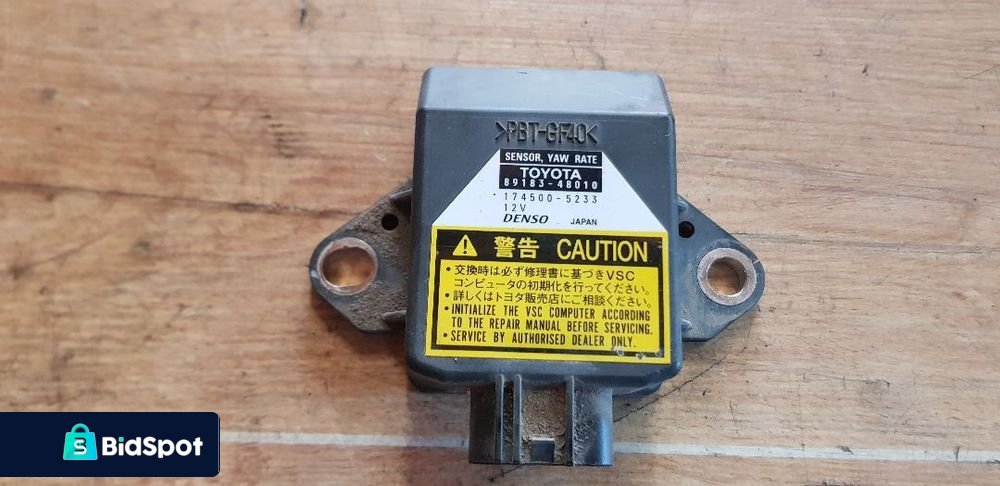 >PBT-GF40<
SENSOR, YAW RATE
TOYOTA
89183-48010
174500-5233
12V
DENSO JAPAN
警告 CAUTION
・交換時は必ず修理書に基づきVSC
コンピュータの初期化を行ってください。
・詳しくはトヨタ販売店にご相談ください。
・INITIALIZE THE VSC COMPUTER ACCORDING
TO THE REPAIR MANUAL BEFORE SERVICING.
・SERVICE BY AUTHORISED DEALER ONLY.
BidSpot